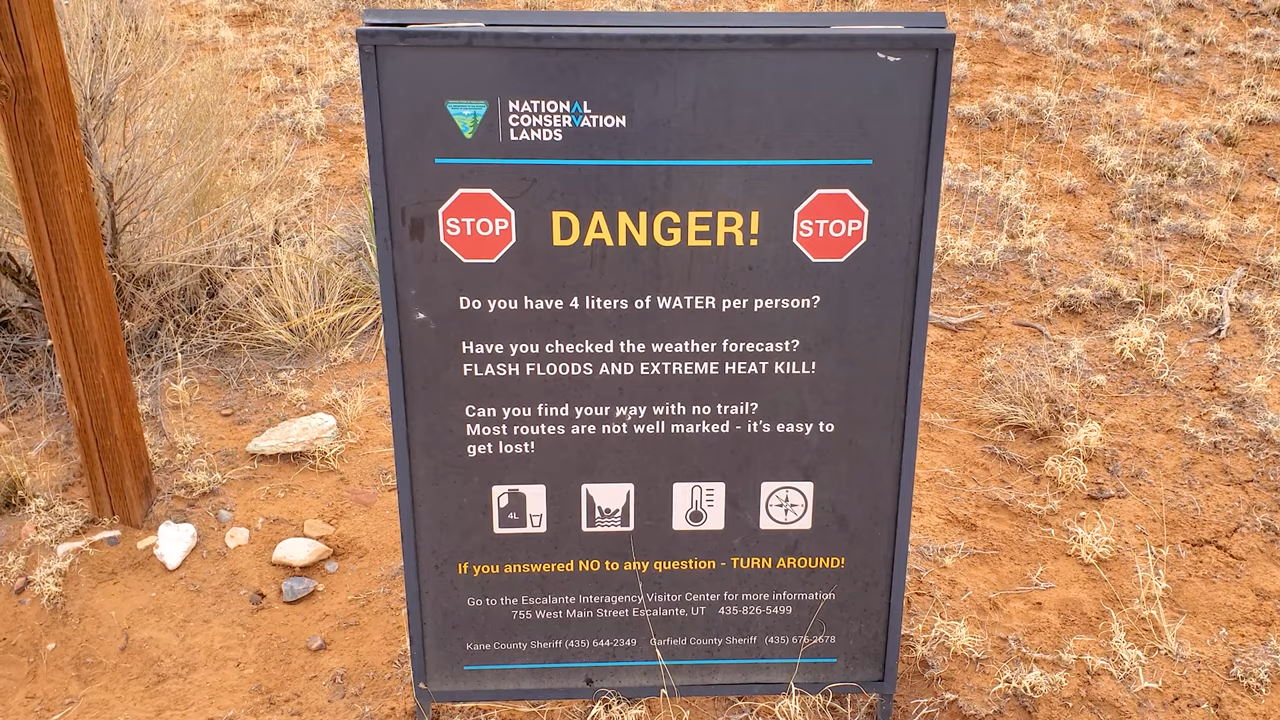 NATIONAL
CONSERVATION
LANDS
STOP DANGER! STOP
Do you have 4 liters of WATER per person?
Have you checked the weather forecast?
FLASH FLOODS AND EXTREME HEAT KILL!
Can you find your way with no trail?
Most routes are not well marked - it's easy to
get lost!
4L
If you answered NO to any question - TURN AROUND!
Go to the Escalante Interagency Visitor Center for more information
755 West Main Street Escalante, UT 435-826-5499
Kane County Sheriff (435) 644-2349 Garfield County Sheriff (435) 676-2678